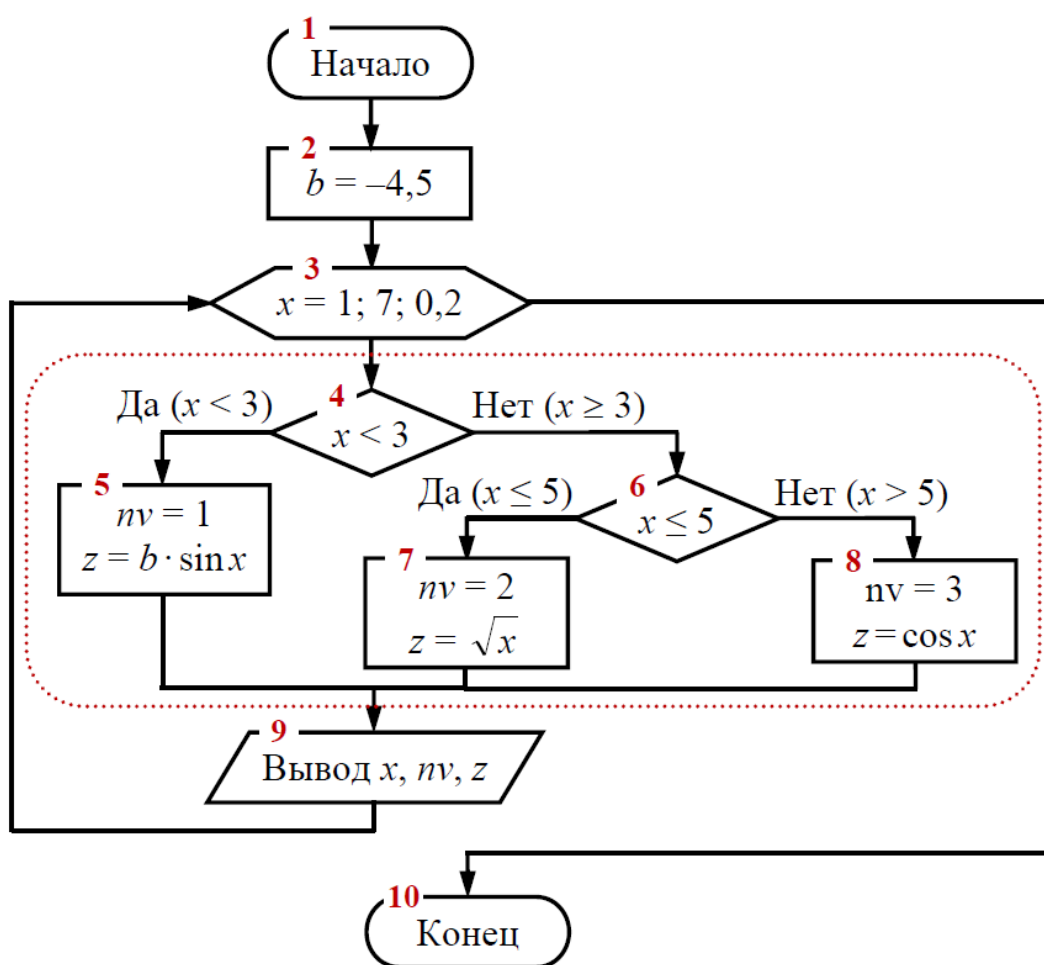 1
Начало
2
b = –4,5
3
x = 1; 7; 0,2
Да (x < 3)
4
x < 3
Нет (x ≥ 3)
5
nv = 1
z = b · sin x
Да (x ≤ 5)
6
x ≤ 5
Нет (x > 5)
7
nv = 2
z = √x
8
nv = 3
z = cos x
9
Вывод x, nv, z
10
Конец